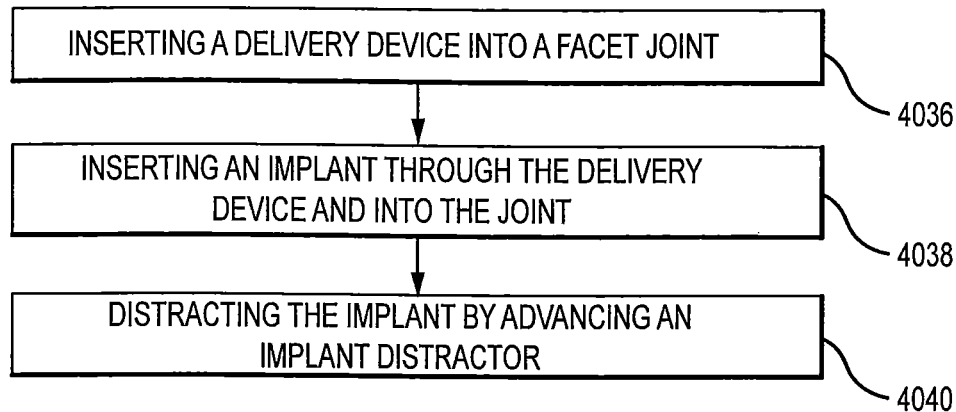 INSERTING A DELIVERY DEVICE INTO A FACET JOINT
4036
INSERTING AN IMPLANT THROUGH THE DELIVERY
DEVICE AND INTO THE JOINT
4038
DISTRACTING THE IMPLANT BY ADVANCING AN
IMPLANT DISTRACTOR
4040